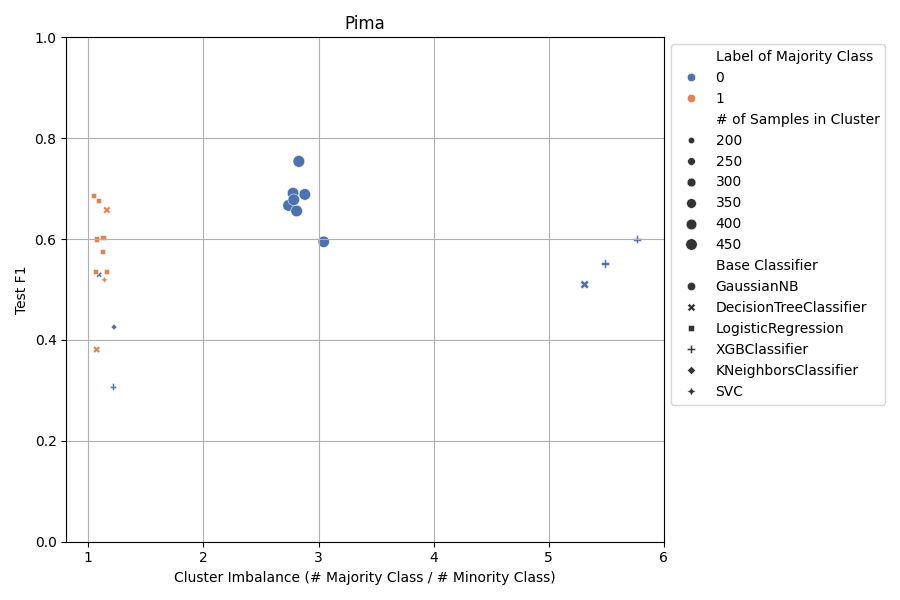 Pima
1.0
0.8
0.6
0.4
0.2
0.0
Test F1
1
2
3
4
5
6
Cluster Imbalance (# Majority Class / # Minority Class)
Label of Majority Class
0
1
# of Samples in Cluster
200
250
300
350
400
450
Base Classifier
GaussianNB
DecisionTreeClassifier
LogisticRegression
XGBClassifier
KNeighborsClassifier
SVC